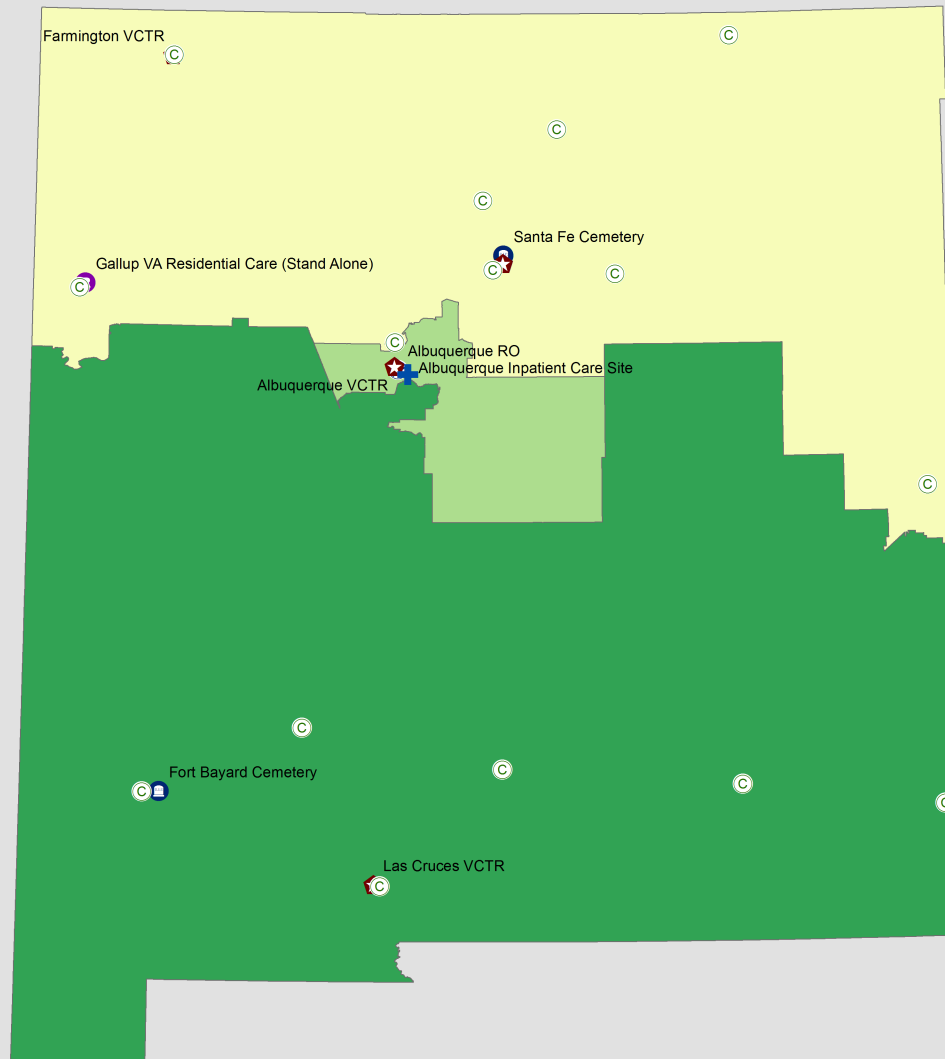 Farmington VCTR
C
C
C
C
Santa Fe Cemetery
C
C
Gallup VA Residential Care (Stand Alone)
C
C
Albuquerque RO
Albuquerque Inpatient Care Site
Albuquerque VCTR
C
C
C
Fort Bayard Cemetery
C
C
C
Las Cruces VCTR
C